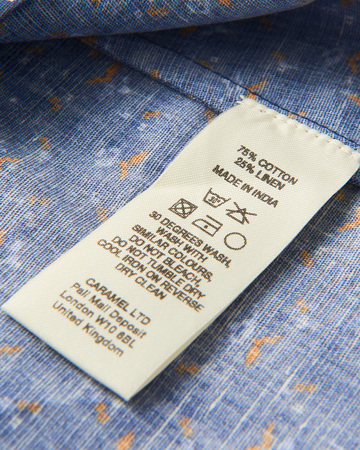 75% COTTON
25% LINEN
MADE IN INDIA
30
30 DEGREES WASH,
WASH WITH
SIMILAR COLOURS,
DO NOT BLEACH,
DO NOT TUMBLE DRY
COOL IRON ON REVERSE
DRY CLEAN
CARAMEL LTD
Pall Mall Deposit
London W10 6BL
United Kingdom